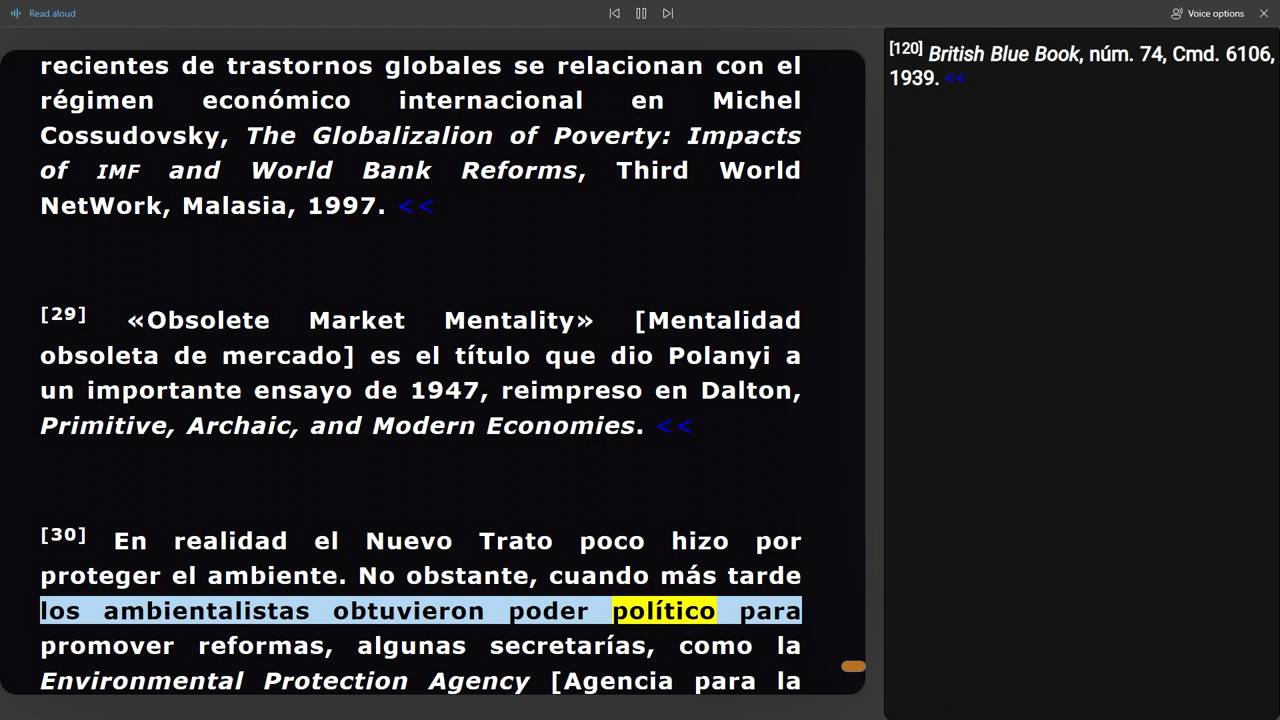 Read aloud
Voice options
recientes de trastornos globales se relacionan con el
régimen económico internacional en Michel
Cossudovsky, The Globalizalion of Poverty: Impacts
of IMF and World Bank Reforms, Third World
NetWork, Malasia, 1997. <<
[29] «Obsolete Market Mentality» [Mentalidad
obsoleta de mercado] es el título que dio Polanyi a
un importante ensayo de 1947, reimpreso en Dalton,
Primitive, Archaic, and Modern Economies. <<
[30] En realidad el Nuevo Trato poco hizo por
proteger el ambiente. No obstante, cuando más tarde
los ambientalistas obtuvieron poder político para
promover reformas, algunas secretarías, como la
Environmental Protection Agency [Agencia para la
[120] British Blue Book, núm. 74, Cmd. 6106,
1939. <<